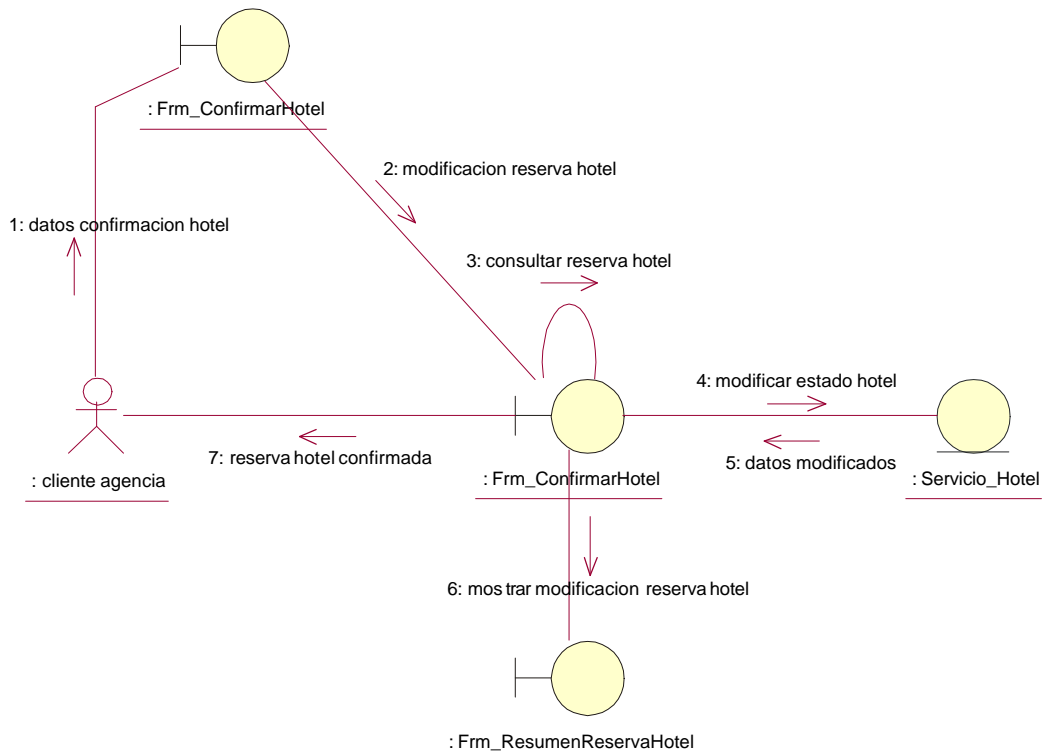 : Frm_ConfirmarHotel
2: modificacion reserva hotel
1: datos confirmacion hotel
3: consultar reserva hotel
4: modificar estado hotel
7: reserva hotel confirmada
5: datos modificados
: cliente agencia
: Frm_ConfirmarHotel
: Servicio_Hotel
6: mos trar modificacion reserva hotel
: Frm_ResumenReservaHotel